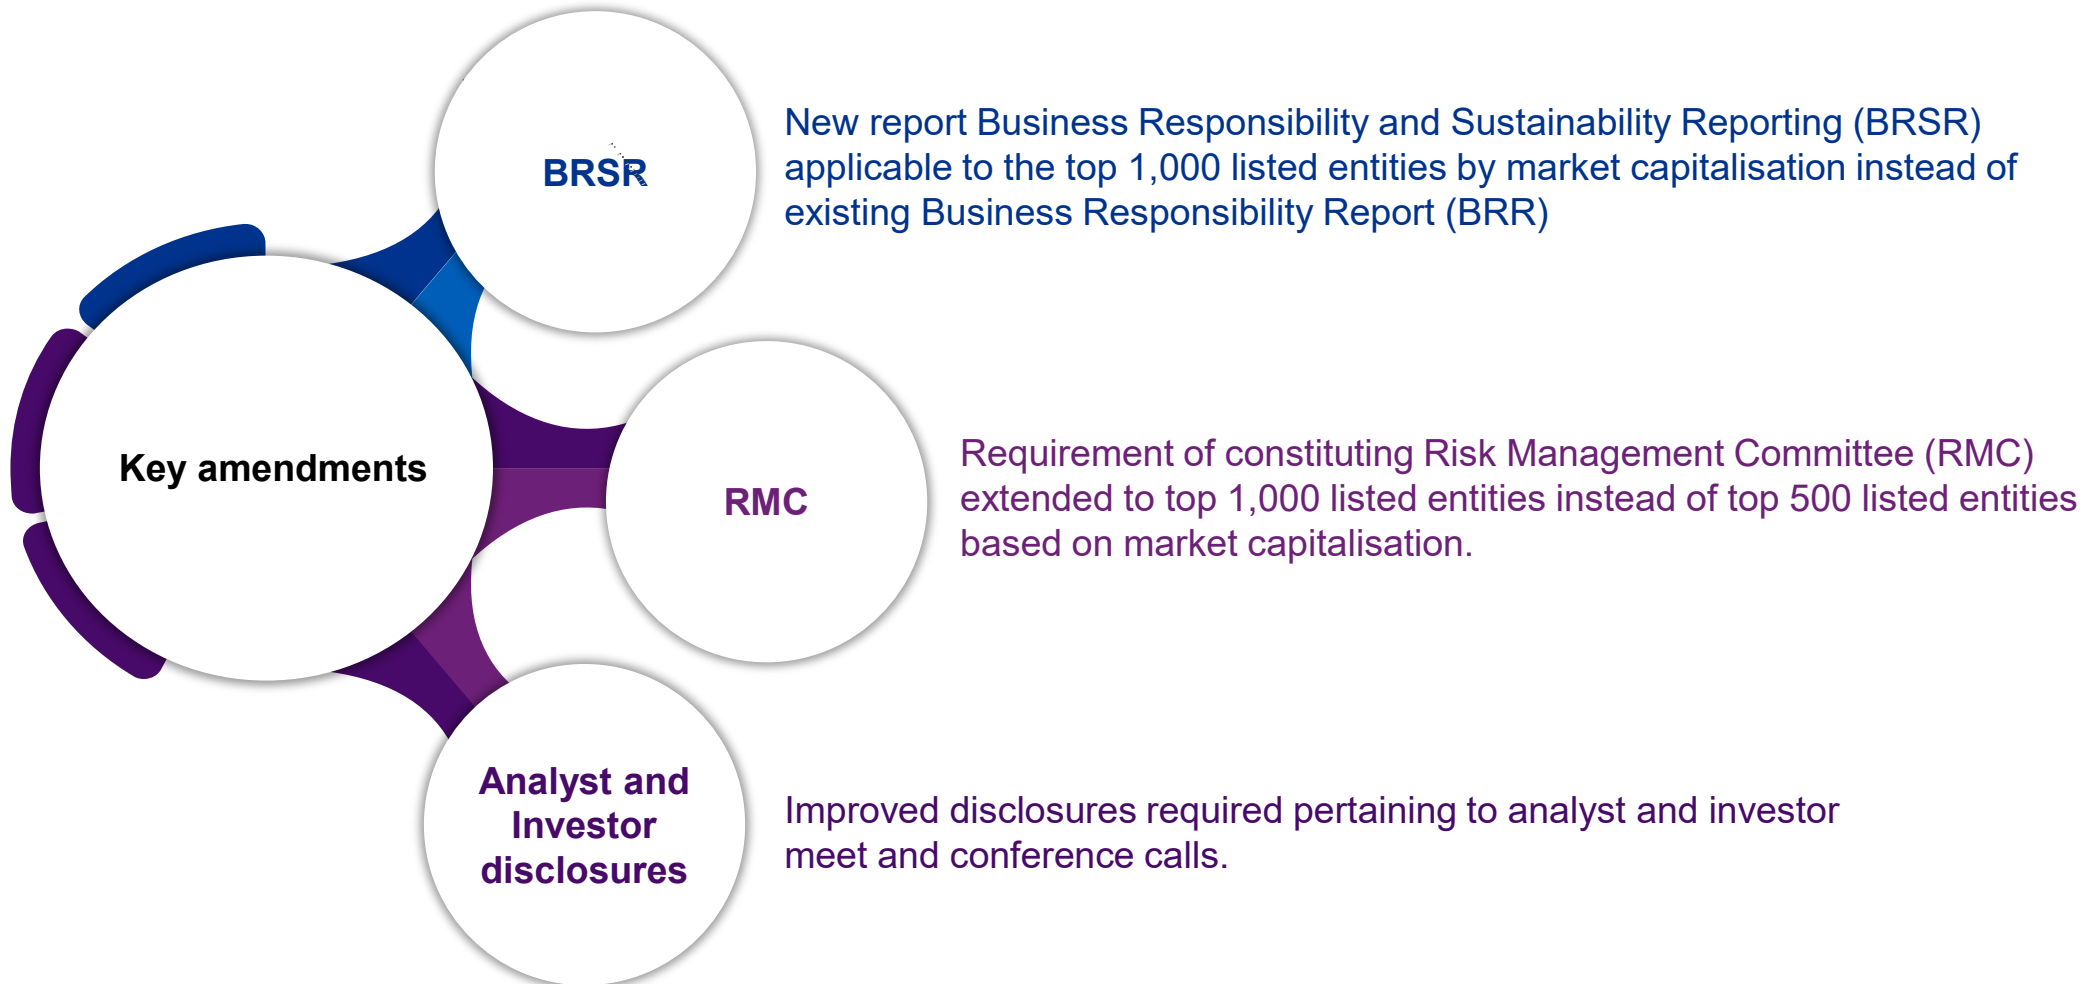 Key amendments
BRSR
New report Business Responsibility and Sustainability Reporting (BRSR)
applicable to the top 1,000 listed entities by market capitalisation instead of
existing Business Responsibility Report (BRR)
RMC
Requirement of constituting Risk Management Committee (RMC)
extended to top 1,000 listed entities instead of top 500 listed entities
based on market capitalisation.
Analyst and
Investor
disclosures
Improved disclosures required pertaining to analyst and investor
meet and conference calls.